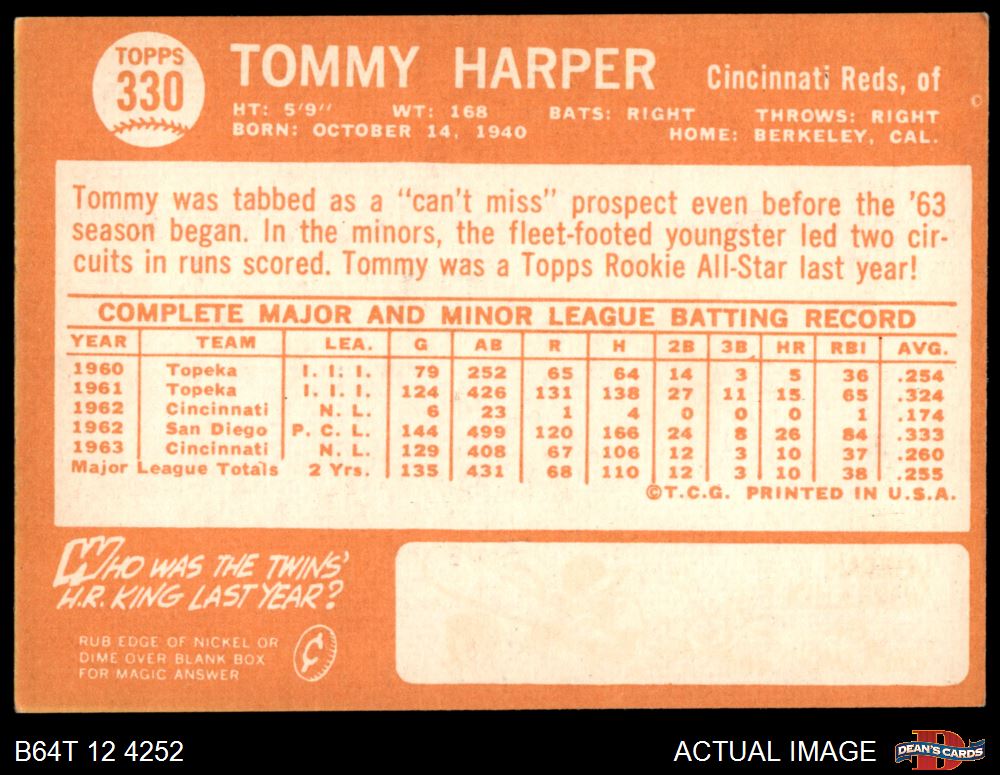 TOPPS
330
TOMMY HARPER Cincinnati Reds, of
HT: 5'9" WT: 168 BATS: RIGHT THROWS: RIGHT
BORN: OCTOBER 14, 1940 HOME: BERKELEY, CAL.
Tommy was tabbed as a "can't miss" prospect even before the '63
season began. In the minors, the fleet-footed youngster led two cir-
cuits in runs scored. Tommy was a Topps Rookie All-Star last year!
COMPLETE MAJOR AND MINOR LEAGUE BATTING RECORD
YEAR TEAM LEA. G AB R H 2B 3B HR RBI AVG.
1960 Topeka I. I. I. 79 252 65 64 14 3 5 36 .254
1961 Topeka I. I. I. 124 426 131 138 27 11 15 65 .324
1962 Cincinnati N. L. 6 23 1 4 0 0 0 1 .174
1962 San Diego P. C. L. 144 499 120 166 24 8 26 84 .333
1963 Cincinnati N. L. 129 408 67 106 12 3 10 37 .260
Major League Totals 2 Yrs. 135 431 68 110 12 3 10 38 .255
©T.C.G. PRINTED IN U.S.A.
WHO WAS THE TWINS'
H.R. KING LAST YEAR?
RUB EDGE OF NICKEL OR
DIME OVER BLANK BOX
FOR MAGIC ANSWER
B64T 12 4252 ACTUAL IMAGE DEAN'S CARDS